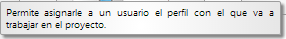 Permite asignarle a un usuario el perfil con el que va a
trabajar en el proyecto.